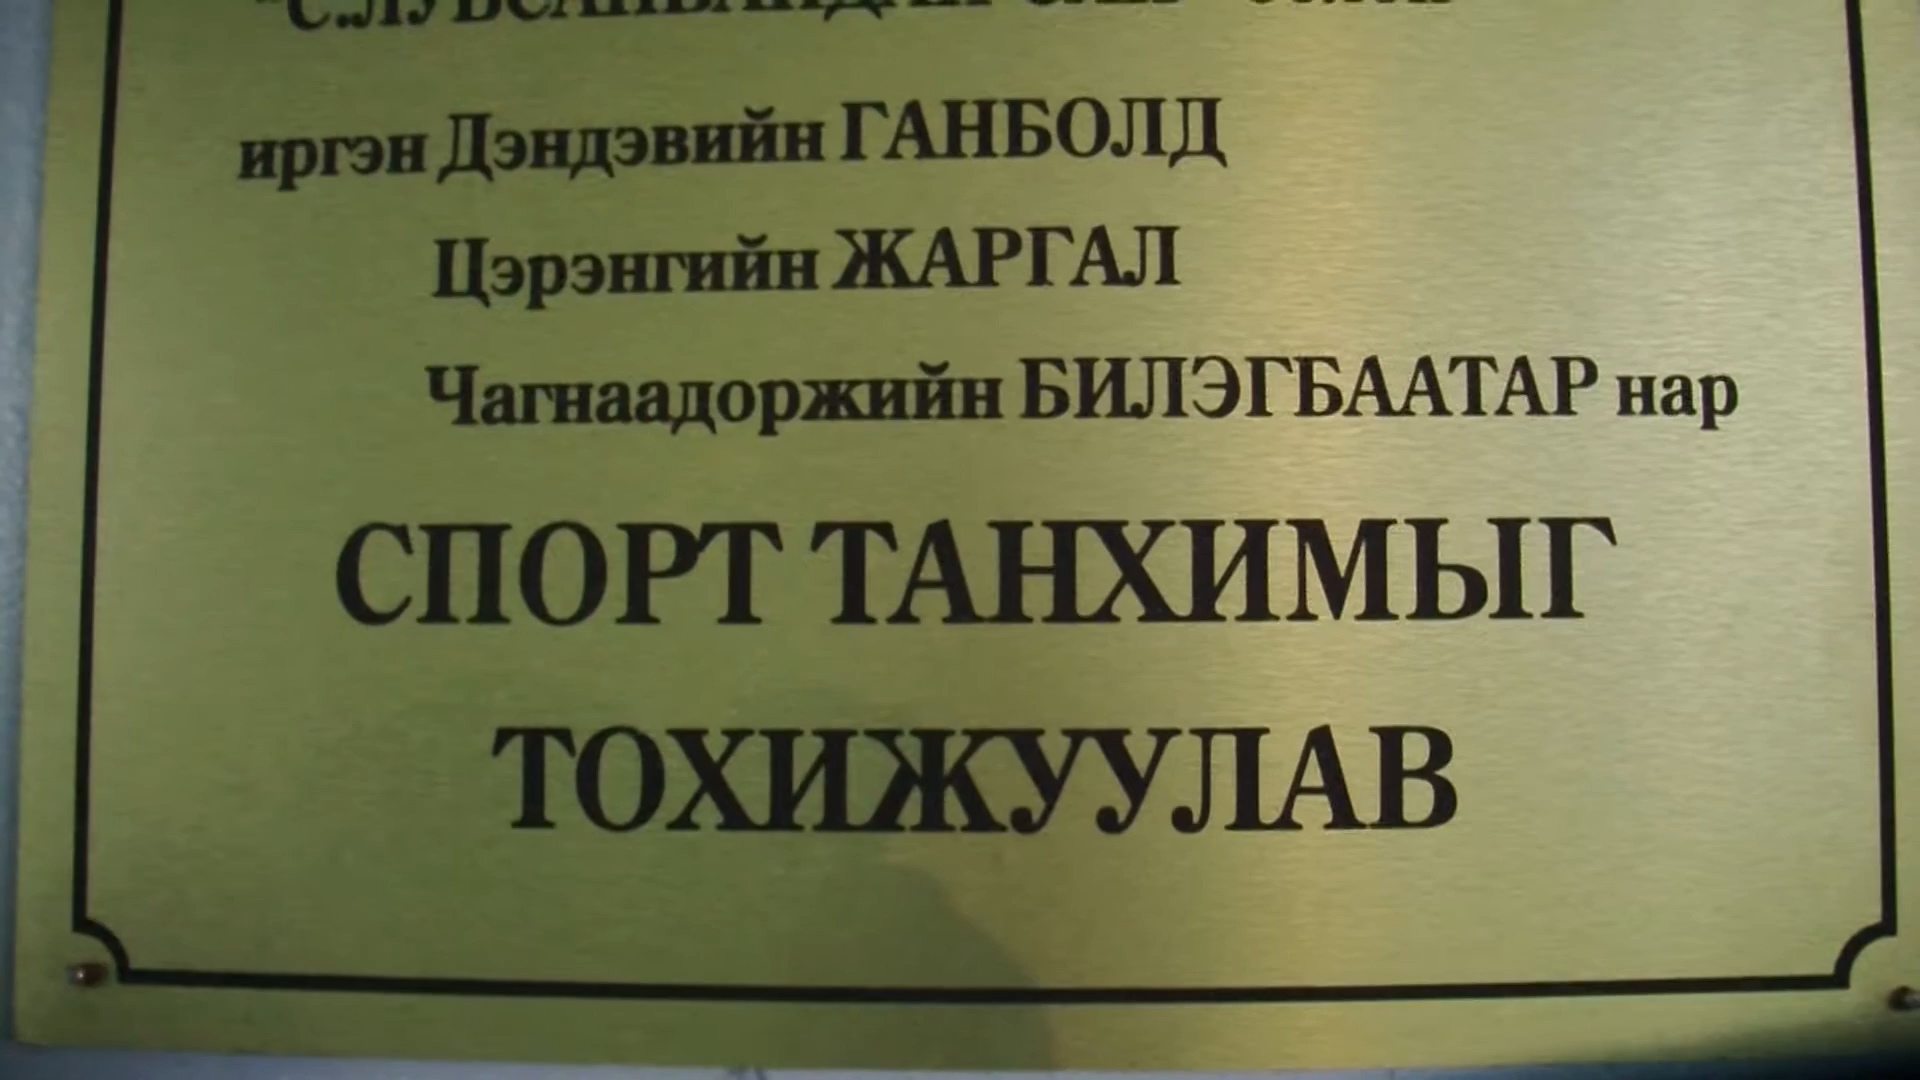 иргэн Дэндэвийн ГАНБОЛД
Цэрэнгийн ЖАРГАЛ
Чагнаадоржийн БИЛЭГБААТАР нар
СПОРТ ТАНХИМЫГ
ТОХИЖУУЛАВ